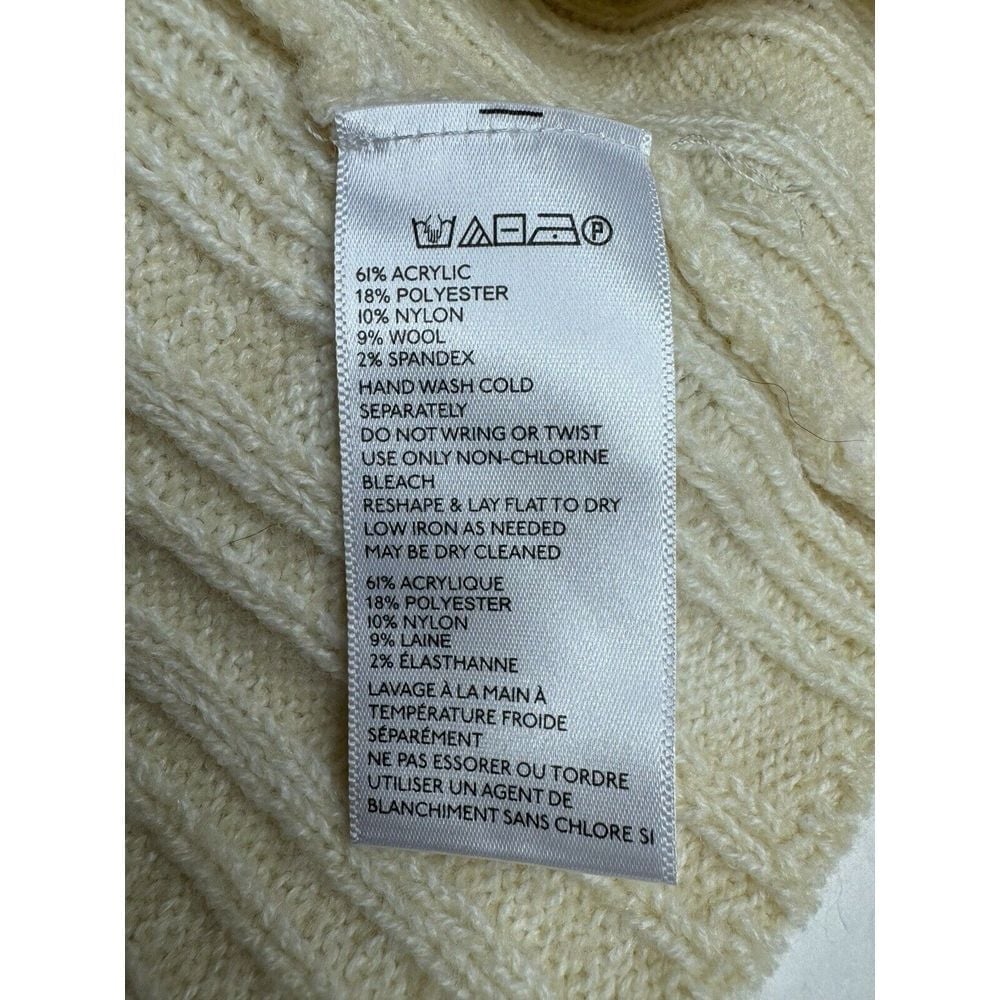 P
61% ACRYLIC
18% POLYESTER
10% NYLON
9% WOOL
2% SPANDEX
HAND WASH COLD
SEPARATELY
DO NOT WRING OR TWIST
USE ONLY NON-CHLORINE
BLEACH
RESHAPE & LAY FLAT TO DRY
LOW IRON AS NEEDED
MAY BE DRY CLEANED
61% ACRYLIQUE
18% POLYESTER
10% NYLON
9% LAINE
2% ÉLASTHANNE
LAVAGE À LA MAIN À
TEMPÉRATURE FROIDE
SÉPARÉMENT
NE PAS ESSORER OU TORDRE
UTILISER UN AGENT DE
BLANCHIMENT SANS CHLORE SI